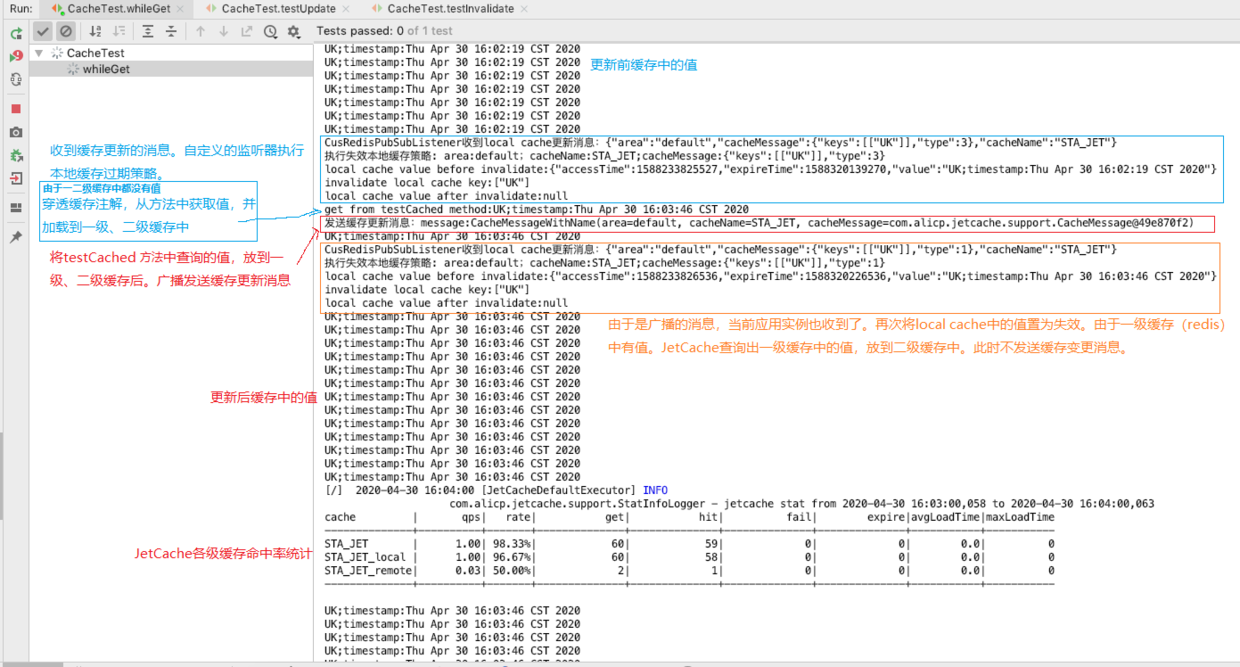 Run: CacheTest.whileGet × CacheTest.testUpdate × CacheTest.testInvalidate ×
Tests passed: 0 of 1 test
CacheTest
whileGet
UK;timestamp:Thu Apr 30 16:02:19 CST 2020
UK;timestamp:Thu Apr 30 16:02:19 CST 2020
更新前缓存中的值
UK;timestamp:Thu Apr 30 16:02:19 CST 2020
UK;timestamp:Thu Apr 30 16:02:19 CST 2020
UK;timestamp:Thu Apr 30 16:02:19 CST 2020
UK;timestamp:Thu Apr 30 16:02:19 CST 2020
UK;timestamp:Thu Apr 30 16:02:19 CST 2020
收到缓存更新的消息。自定义的监听器执行
本地缓存过期策略。
CusRedisPubSubListener收到local cache更新消息: {"area":"default","cacheMessage":{"keys":[["UK"]],"type":3},"cacheName":"STA_JET"}
执行失效本地缓存策略: area:default; cacheName:STA_JET;cacheMessage:{"keys":[["UK"]],"type":3}
local cache value before invalidate:{"accessTime":1588233825527,"expireTime":1588320139270,"value":"UK;timestamp:Thu Apr 30 16:02:19 CST 2020"}
invalidate local cache key:["UK"]
local cache value after invalidate:null
由于一二级缓存中都没有值
穿透缓存注解，从方法中获取值，并
加载到一级、二级缓存中
get from testCached method:UK;timestamp:Thu Apr 30 16:03:46 CST 2020
发送缓存更新消息: message:CacheMessageWithName(area=default, cacheName=STA_JET, cacheMessage=com.alicp.jetcache.support.CacheMessage@49e870f2)
UK;timestamp:Thu Apr 30 16:03:46 CST 2020
将testCached 方法中查询的值，放到一
级、二级缓存后。广播发送缓存更新消息
CusRedisPubSubListener收到local cache更新消息: {"area":"default","cacheMessage":{"keys":[["UK"]],"type":1},"cacheName":"STA_JET"}
执行失效本地缓存策略: area:default; cacheName:STA_JET;cacheMessage:{"keys":[["UK"]],"type":1}
local cache value before invalidate:{"accessTime":1588233826536,"expireTime":1588320226536,"value":"UK;timestamp:Thu Apr 30 16:03:46 CST 2020"}
invalidate local cache key:["UK"]
local cache value after invalidate:null
UK;timestamp:Thu Apr 30 16:03:46 CST 2020
由于是广播的消息，当前应用实例也收到了。再次将local cache中的值置为失效。由于一级缓存（redis)
中有值。JetCache查询出一级缓存中的值，放到二级缓存中。此时不发送缓存变更消息。
UK;timestamp:Thu Apr 30 16:03:46 CST 2020
UK;timestamp:Thu Apr 30 16:03:46 CST 2020
UK;timestamp:Thu Apr 30 16:03:46 CST 2020
UK;timestamp:Thu Apr 30 16:03:46 CST 2020
UK;timestamp:Thu Apr 30 16:03:46 CST 2020
UK;timestamp:Thu Apr 30 16:03:46 CST 2020
更新后缓存中的值
UK;timestamp:Thu Apr 30 16:03:46 CST 2020
UK;timestamp:Thu Apr 30 16:03:46 CST 2020
UK;timestamp:Thu Apr 30 16:03:46 CST 2020
UK;timestamp:Thu Apr 30 16:03:46 CST 2020
UK;timestamp:Thu Apr 30 16:03:46 CST 2020
UK;timestamp:Thu Apr 30 16:03:46 CST 2020
[/] 2020-04-30 16:04:00 [JetCacheDefaultExecutor] INFO
com.alicp.jetcache.support.StatInfoLogger - jetcache stat from 2020-04-30 16:03:00,058 to 2020-04-30 16:04:00,063
cache | qps| rate| get| hit| fail| expire|avgLoadTime|maxLoadTime
JetCache各级缓存命中率统计
STA_JET | 1.00| 98.33%| 60| 59| 0| 0| 0.0| 0
STA_JET_local | 1.00| 96.67%| 60| 58| 0| 0| 0.0| 0
STA_JET_remote| 0.03| 50.00%| 2| 1| 0| 0| 0.0| 0
UK;timestamp:Thu Apr 30 16:03:46 CST 2020
UK;timestamp:Thu Apr 30 16:03:46 CST 2020
UK;timestamp:Thu Apr 30 16:03:46 CST 2020
UK;timestamp:Thu Apr 30 16:03:46 CST 2020